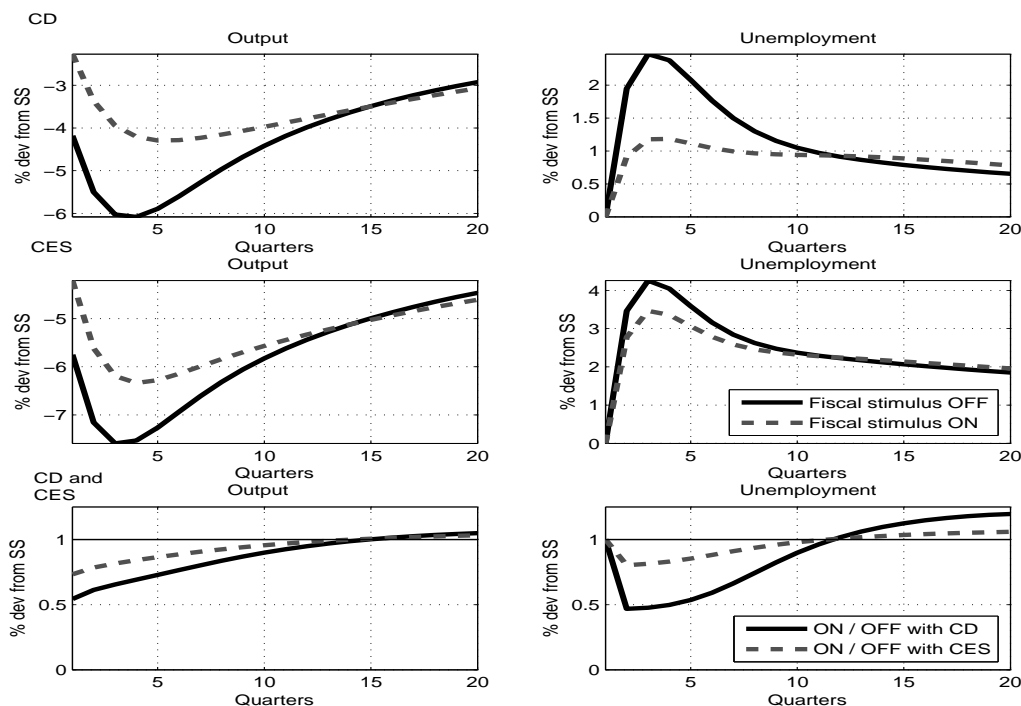 CD
Output
% dev from SS
−3
−4
−5
−6
5
10
15
20
Quarters
Unemployment
% dev from SS
2
1.5
1
0.5
0
5
10
15
20
Quarters
CES
Output
% dev from SS
−5
−6
−7
5
10
15
20
Quarters
Unemployment
% dev from SS
4
3
2
1
0
5
10
15
20
Quarters
Fiscal stimulus OFF
Fiscal stimulus ON
CD and
CES
Output
% dev from SS
1
0.5
0
5
10
15
20
Quarters
Unemployment
% dev from SS
1
0.5
0
5
10
15
20
Quarters
ON / OFF with CD
ON / OFF with CES